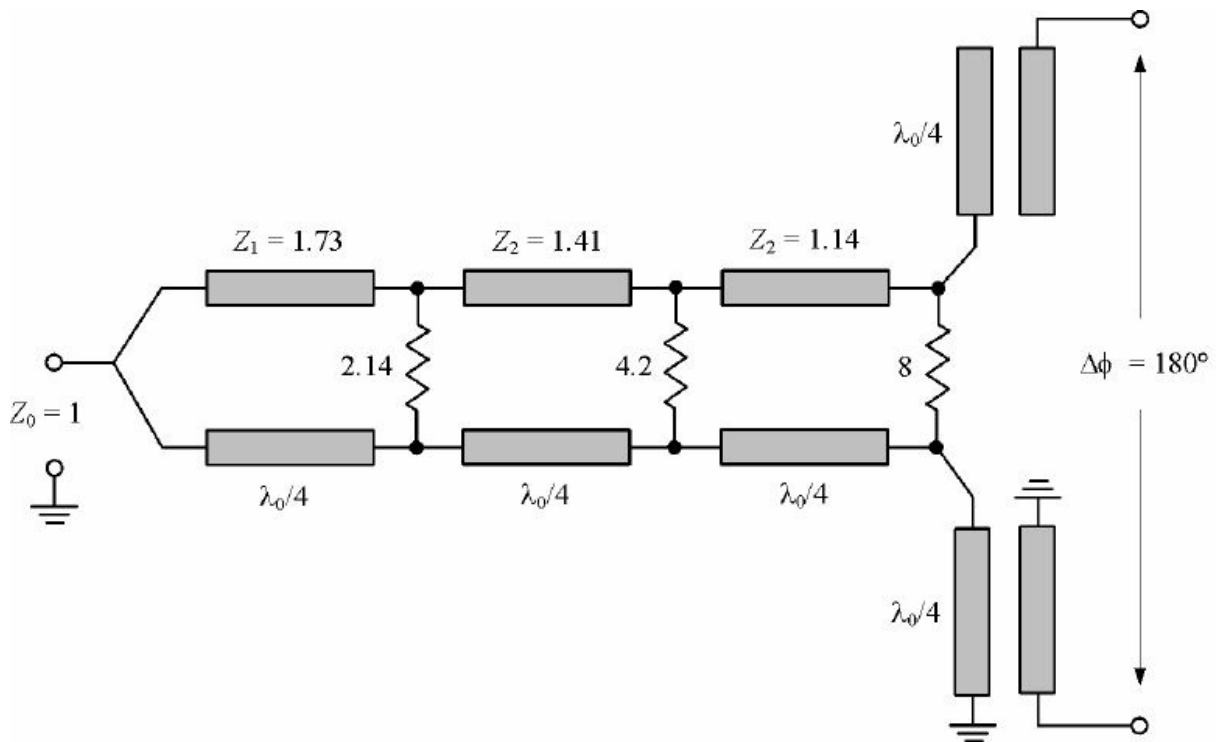 λ₀/4
Z₁ = 1.73
Z₂ = 1.41
Z₂ = 1.14
2.14
4.2
8
Δϕ = 180°
Z₀ = 1
λ₀/4
λ₀/4
λ₀/4
λ₀/4